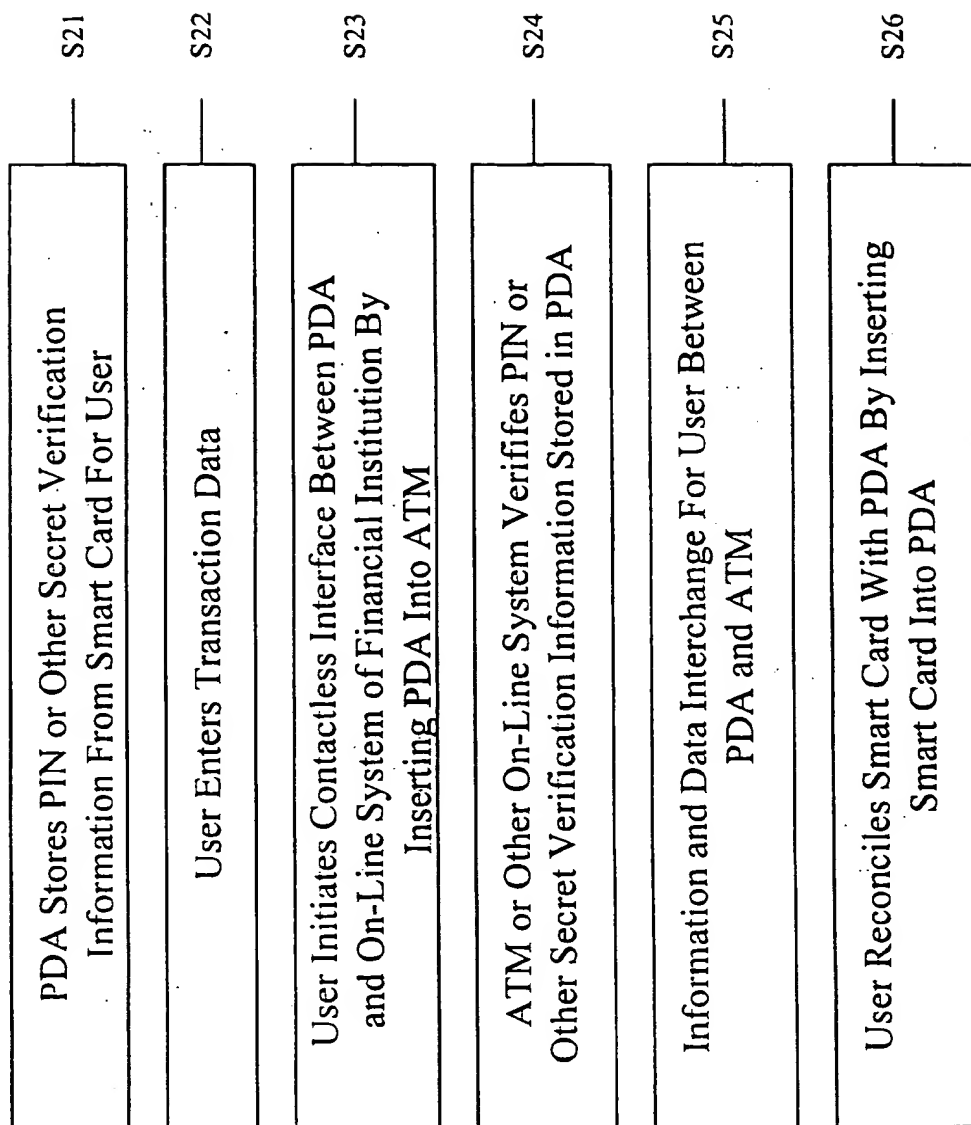 PDA Stores PIN or Other Secret Verification
Information From Smart Card For User
S21
User Enters Transaction Data
S22
User Initiates Contactless Interface Between PDA
and On-Line System of Financial Institution By
Inserting PDA Into ATM
S23
ATM or Other On-Line System Verififes PIN or
Other Secret Verification Information Stored in PDA
S24
Information and Data Interchange For User Between
PDA and ATM
S25
User Reconciles Smart Card With PDA By Inserting
Smart Card Into PDA
S26